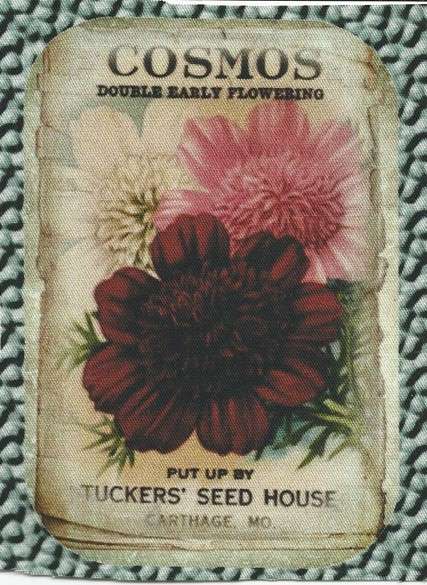 COSMOS
DOUBLE EARLY FLOWERING
PUT UP BY
TUCKERS' SEED HOUSE
CARTHAGE, MO.